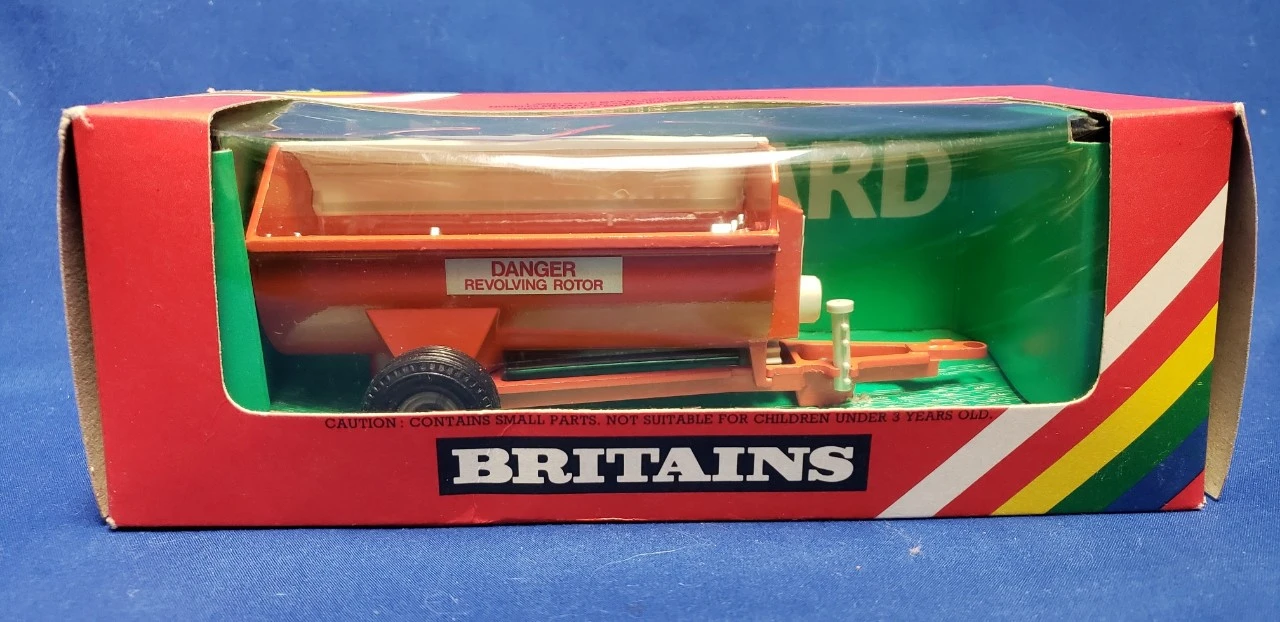 ARD
DANGER
REVOLVING ROTOR
CAUTION : CONTAINS SMALL PARTS. NOT SUITABLE FOR CHILDREN UNDER 3 YEARS OLD.
BRITAINS